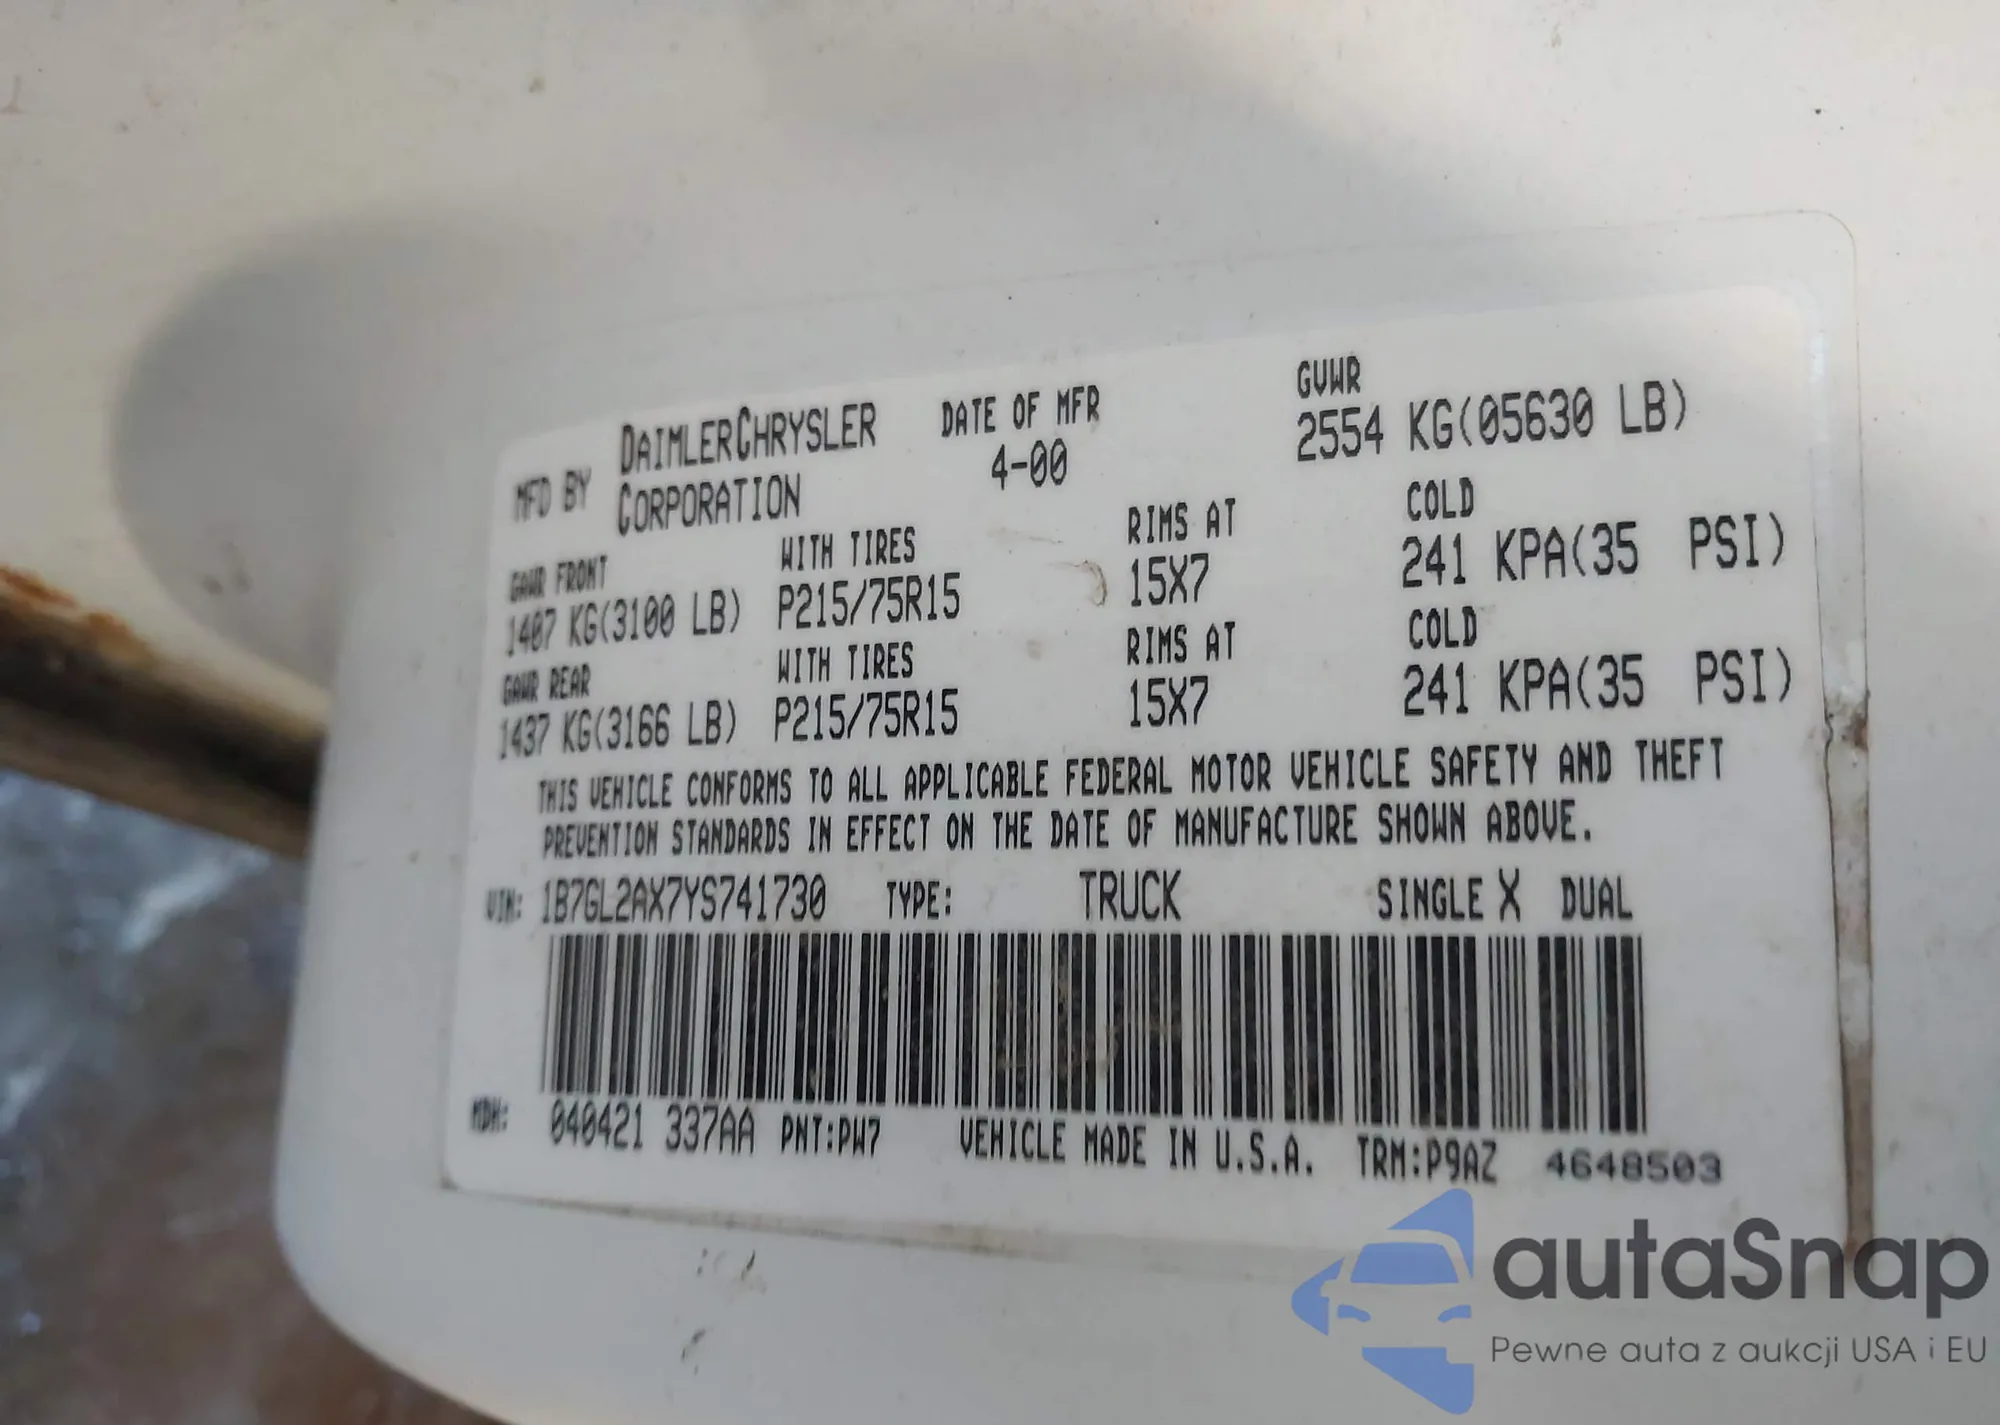 MFD BY DAIMLERCHRYSLER CORPORATION
DATE OF MFR 4-00
GVWR 2554 KG(05630 LB)
GAWR FRONT WITH TIRES RIMS AT COLD
1407 KG(3100 LB) P215/75R15 15X7 241 KPA(35 PSI)
GAWR REAR WITH TIRES RIMS AT COLD
1437 KG(3166 LB) P215/75R15 15X7 241 KPA(35 PSI)
THIS VEHICLE CONFORMS TO ALL APPLICABLE FEDERAL MOTOR VEHICLE SAFETY AND THEFT
PREVENTION STANDARDS IN EFFECT ON THE DATE OF MANUFACTURE SHOWN ABOVE.
VIN: 1B7GL2AX7YS741730 TYPE: TRUCK SINGLE X DUAL
MDH: 040421 337AA PNT:PW7 VEHICLE MADE IN U.S.A. TRM:P9AZ 4648503
autaSnap
Pewne auta z aukcji USA i EU